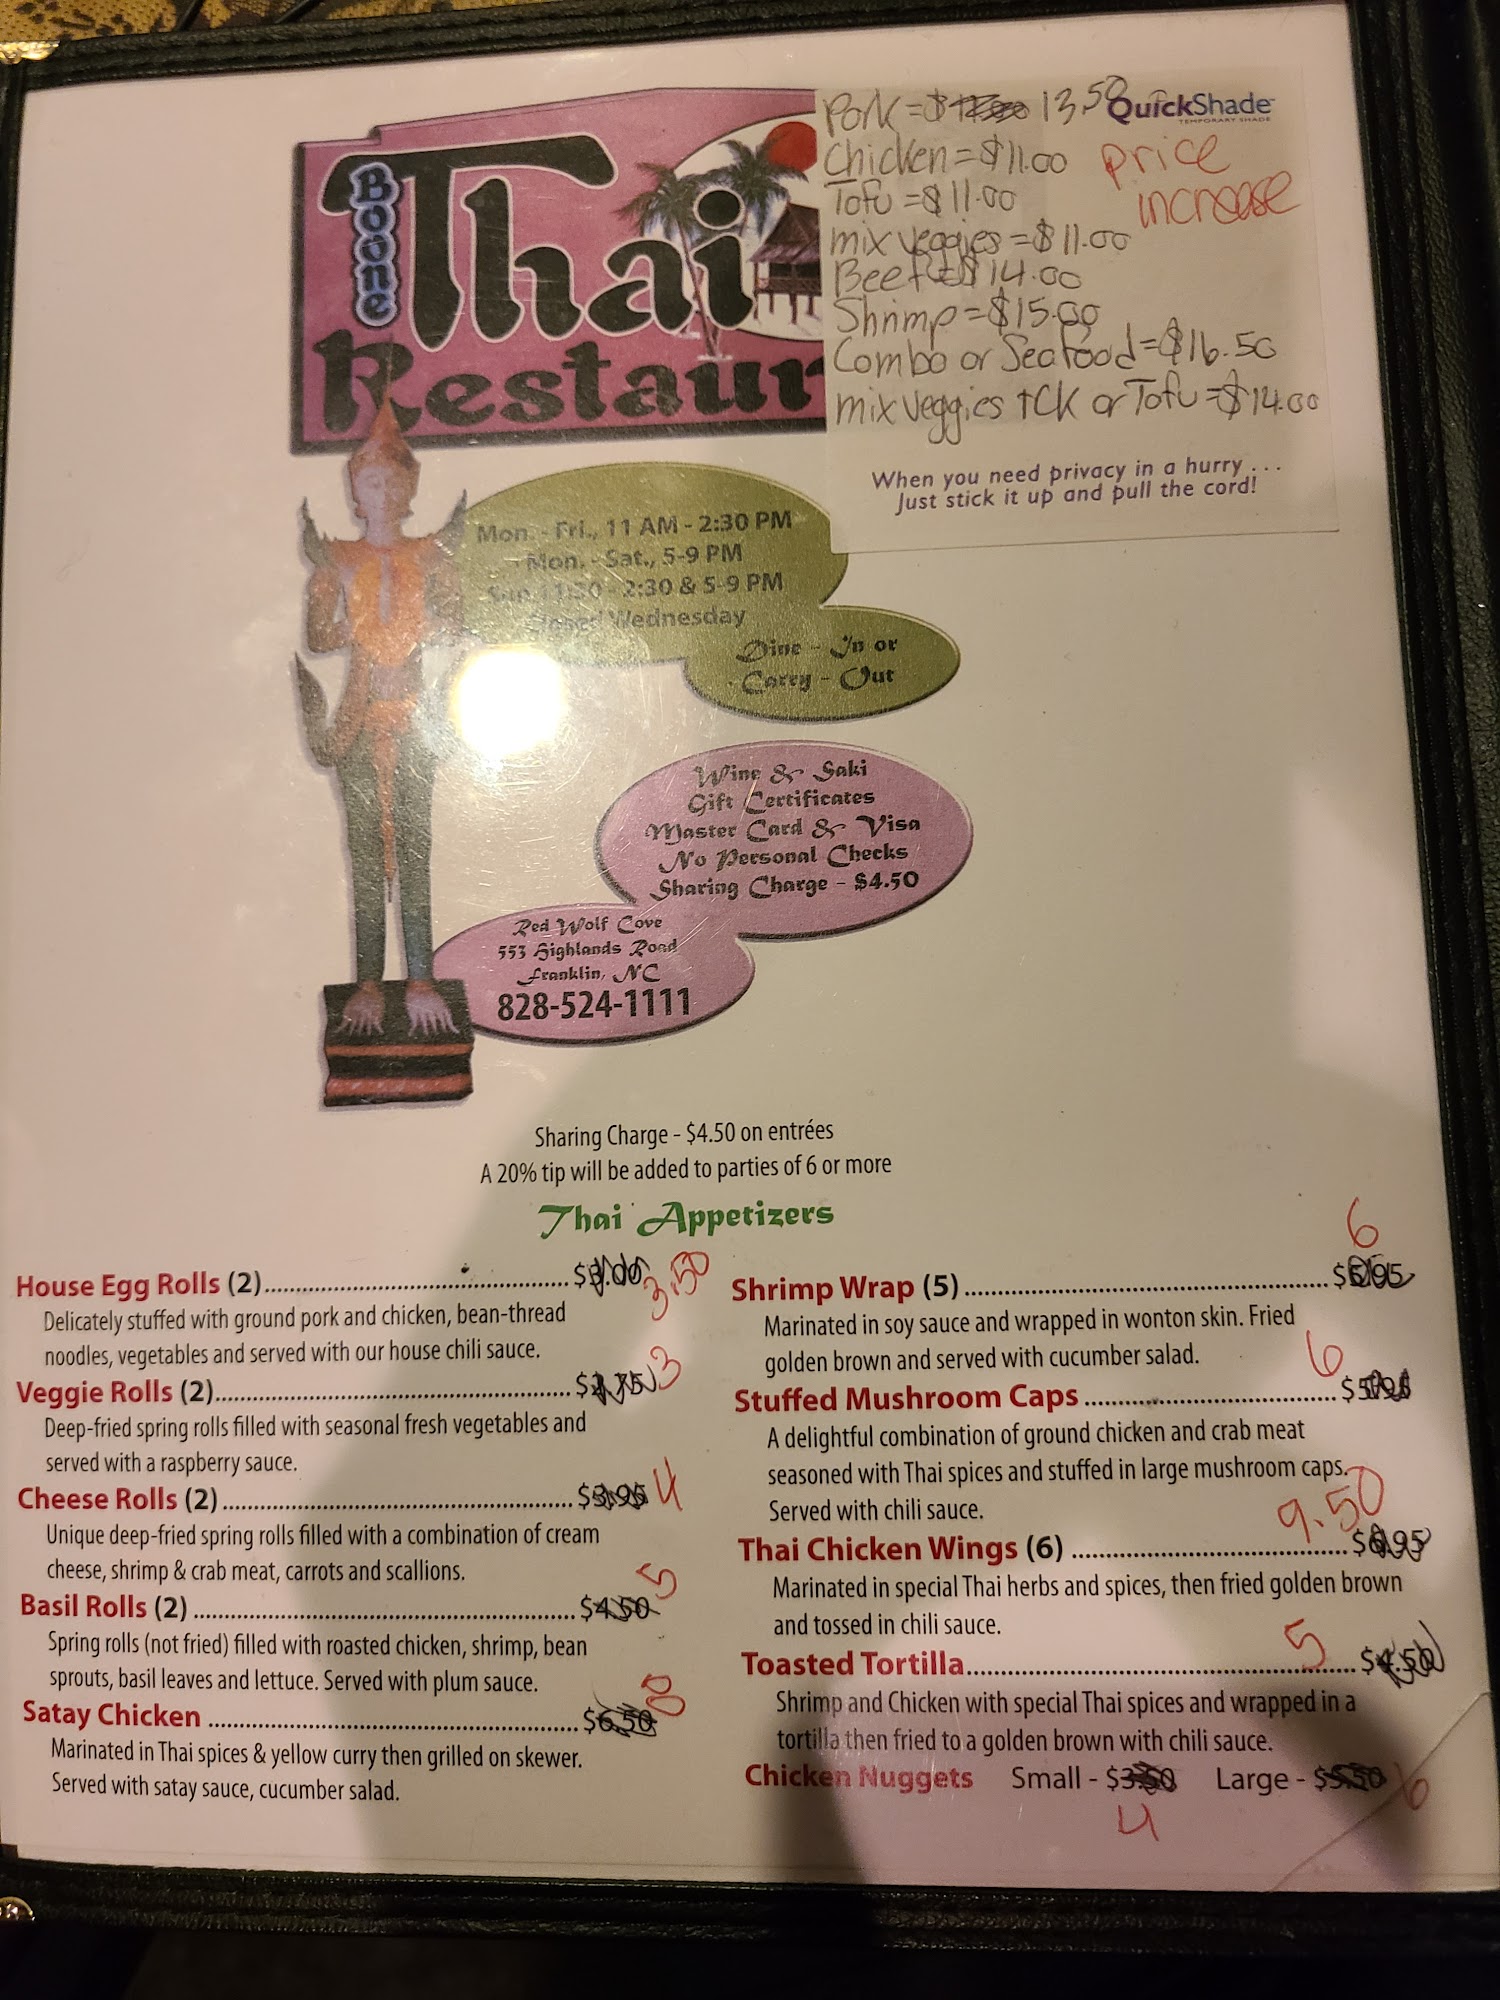 Boone
Thai
Restaur
Pork = $ 13.50
QuickShade
TEMPORARY SHADE
Chicken = $11.00
price
increase
Tofu = $11.00
mix veggies = $11.00
Beef = $14.00
Shrimp = $15.00
Combo or Seafood = $16.50
mix veggies + CK or Tofu = $14.00
When you need privacy in a hurry . . .
Just stick it up and pull the cord!
Mon. - Fri., 11 AM - 2:30 PM
Mon. - Sat., 5-9 PM
Sun 11:30 - 2:30 & 5-9 PM
Closed Wednesday
Dine - In or
Carry - Out
Wine & Saki
Gift Certificates
Master Card & Visa
No Personal Checks
Sharing Charge - $4.50
Red Wolf Cove
553 Highlands Road
Franklin, NC
828-524-1111
Sharing Charge - $4.50 on entrées
A 20% tip will be added to parties of 6 or more
Thai Appetizers
House Egg Rolls (2) $3.00 3.50
Delicately stuffed with ground pork and chicken, bean-thread
noodles, vegetables and served with our house chili sauce.
Veggie Rolls (2) $2.75 3
Deep-fried spring rolls filled with seasonal fresh vegetables and
served with a raspberry sauce.
Cheese Rolls (2) $3.95 4
Unique deep-fried spring rolls filled with a combination of cream
cheese, shrimp & crab meat, carrots and scallions.
Basil Rolls (2) $4.50 5
Spring rolls (not fried) filled with roasted chicken, shrimp, bean
sprouts, basil leaves and lettuce. Served with plum sauce.
Satay Chicken $6.50 8
Marinated in Thai spices & yellow curry then grilled on skewer.
Served with satay sauce, cucumber salad.
Shrimp Wrap (5) $5.95 6
Marinated in soy sauce and wrapped in wonton skin. Fried
golden brown and served with cucumber salad.
Stuffed Mushroom Caps $5.95 6
A delightful combination of ground chicken and crab meat
seasoned with Thai spices and stuffed in large mushroom caps.
Served with chili sauce.
Thai Chicken Wings (6) $6.95 9.50
Marinated in special Thai herbs and spices, then fried golden brown
and tossed in chili sauce.
Toasted Tortilla $4.50 5
Shrimp and Chicken with special Thai spices and wrapped in a
tortilla then fried to a golden brown with chili sauce.
Chicken Nuggets Small - $3.50 4 Large - $5.50 6